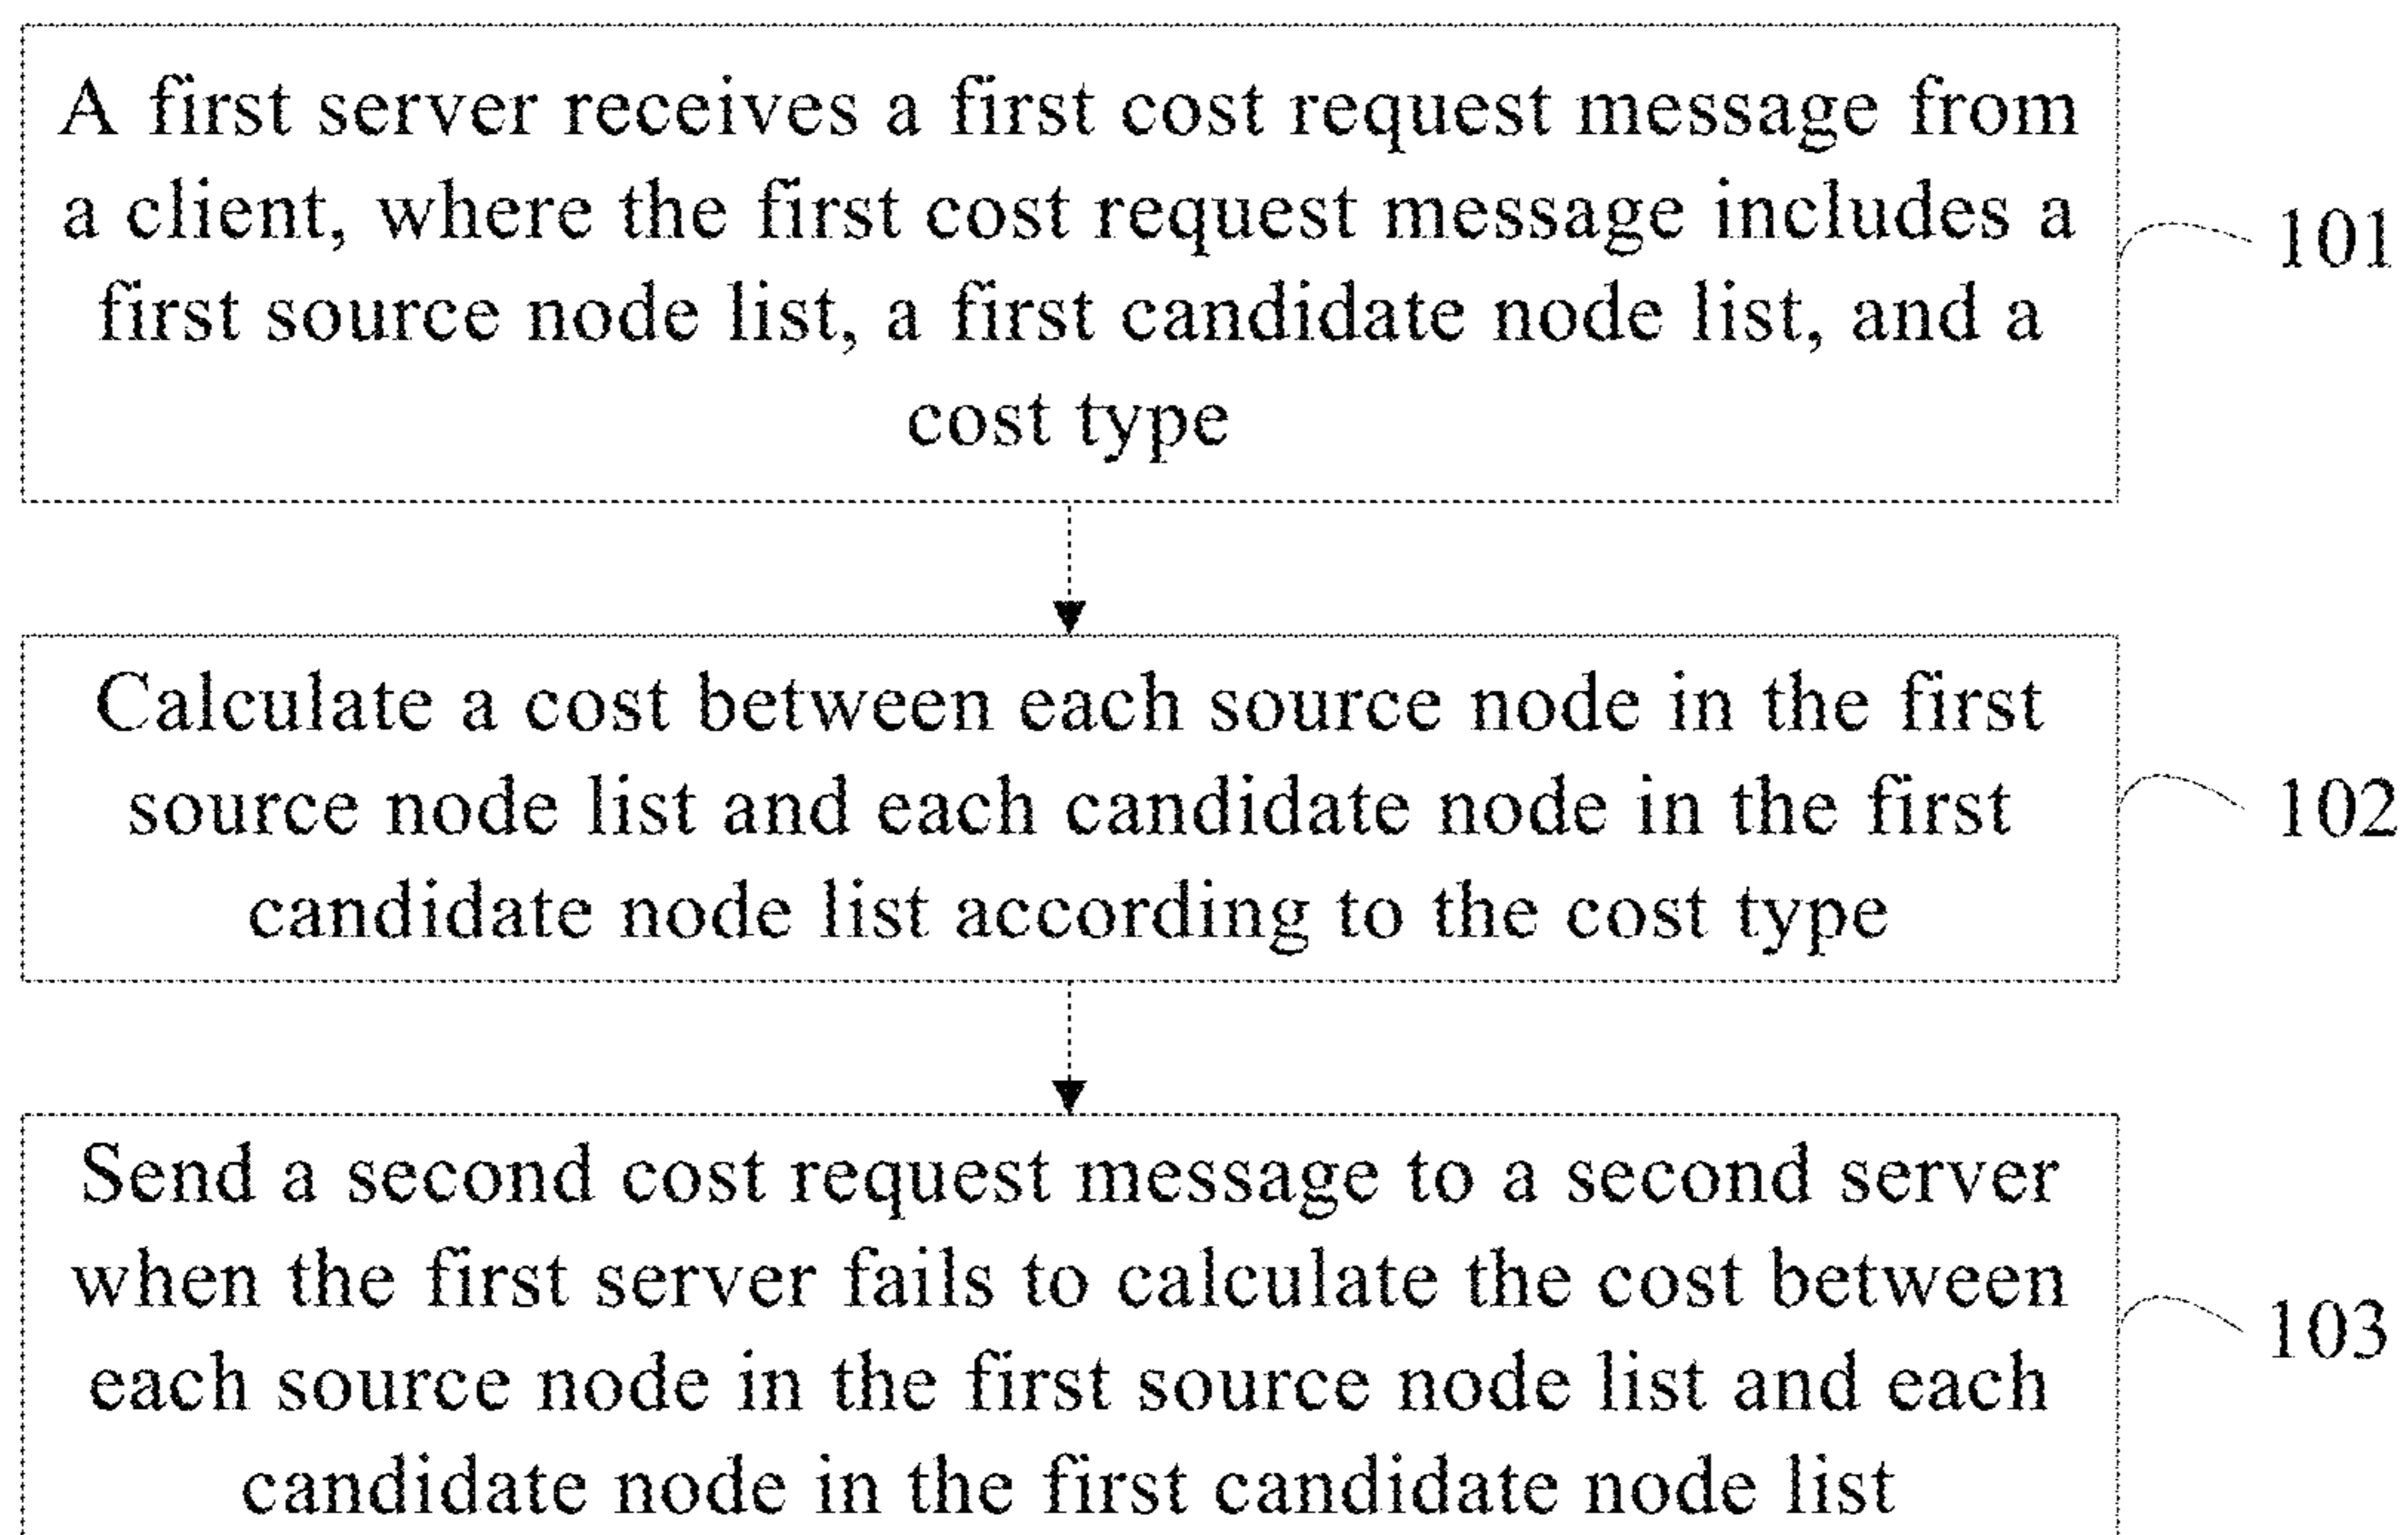 A first server receives a first cost request message from
a client, where the first cost request message includes a
first source node list, a first candidate node list, and a
cost type
101
Calculate a cost between each source node in the first
source node list and each candidate node in the first
candidate node list according to the cost type
102
Send a second cost request message to a second server
when the first server fails to calculate the cost between
each source node in the first source node list and each
candidate node in the first candidate node list
103